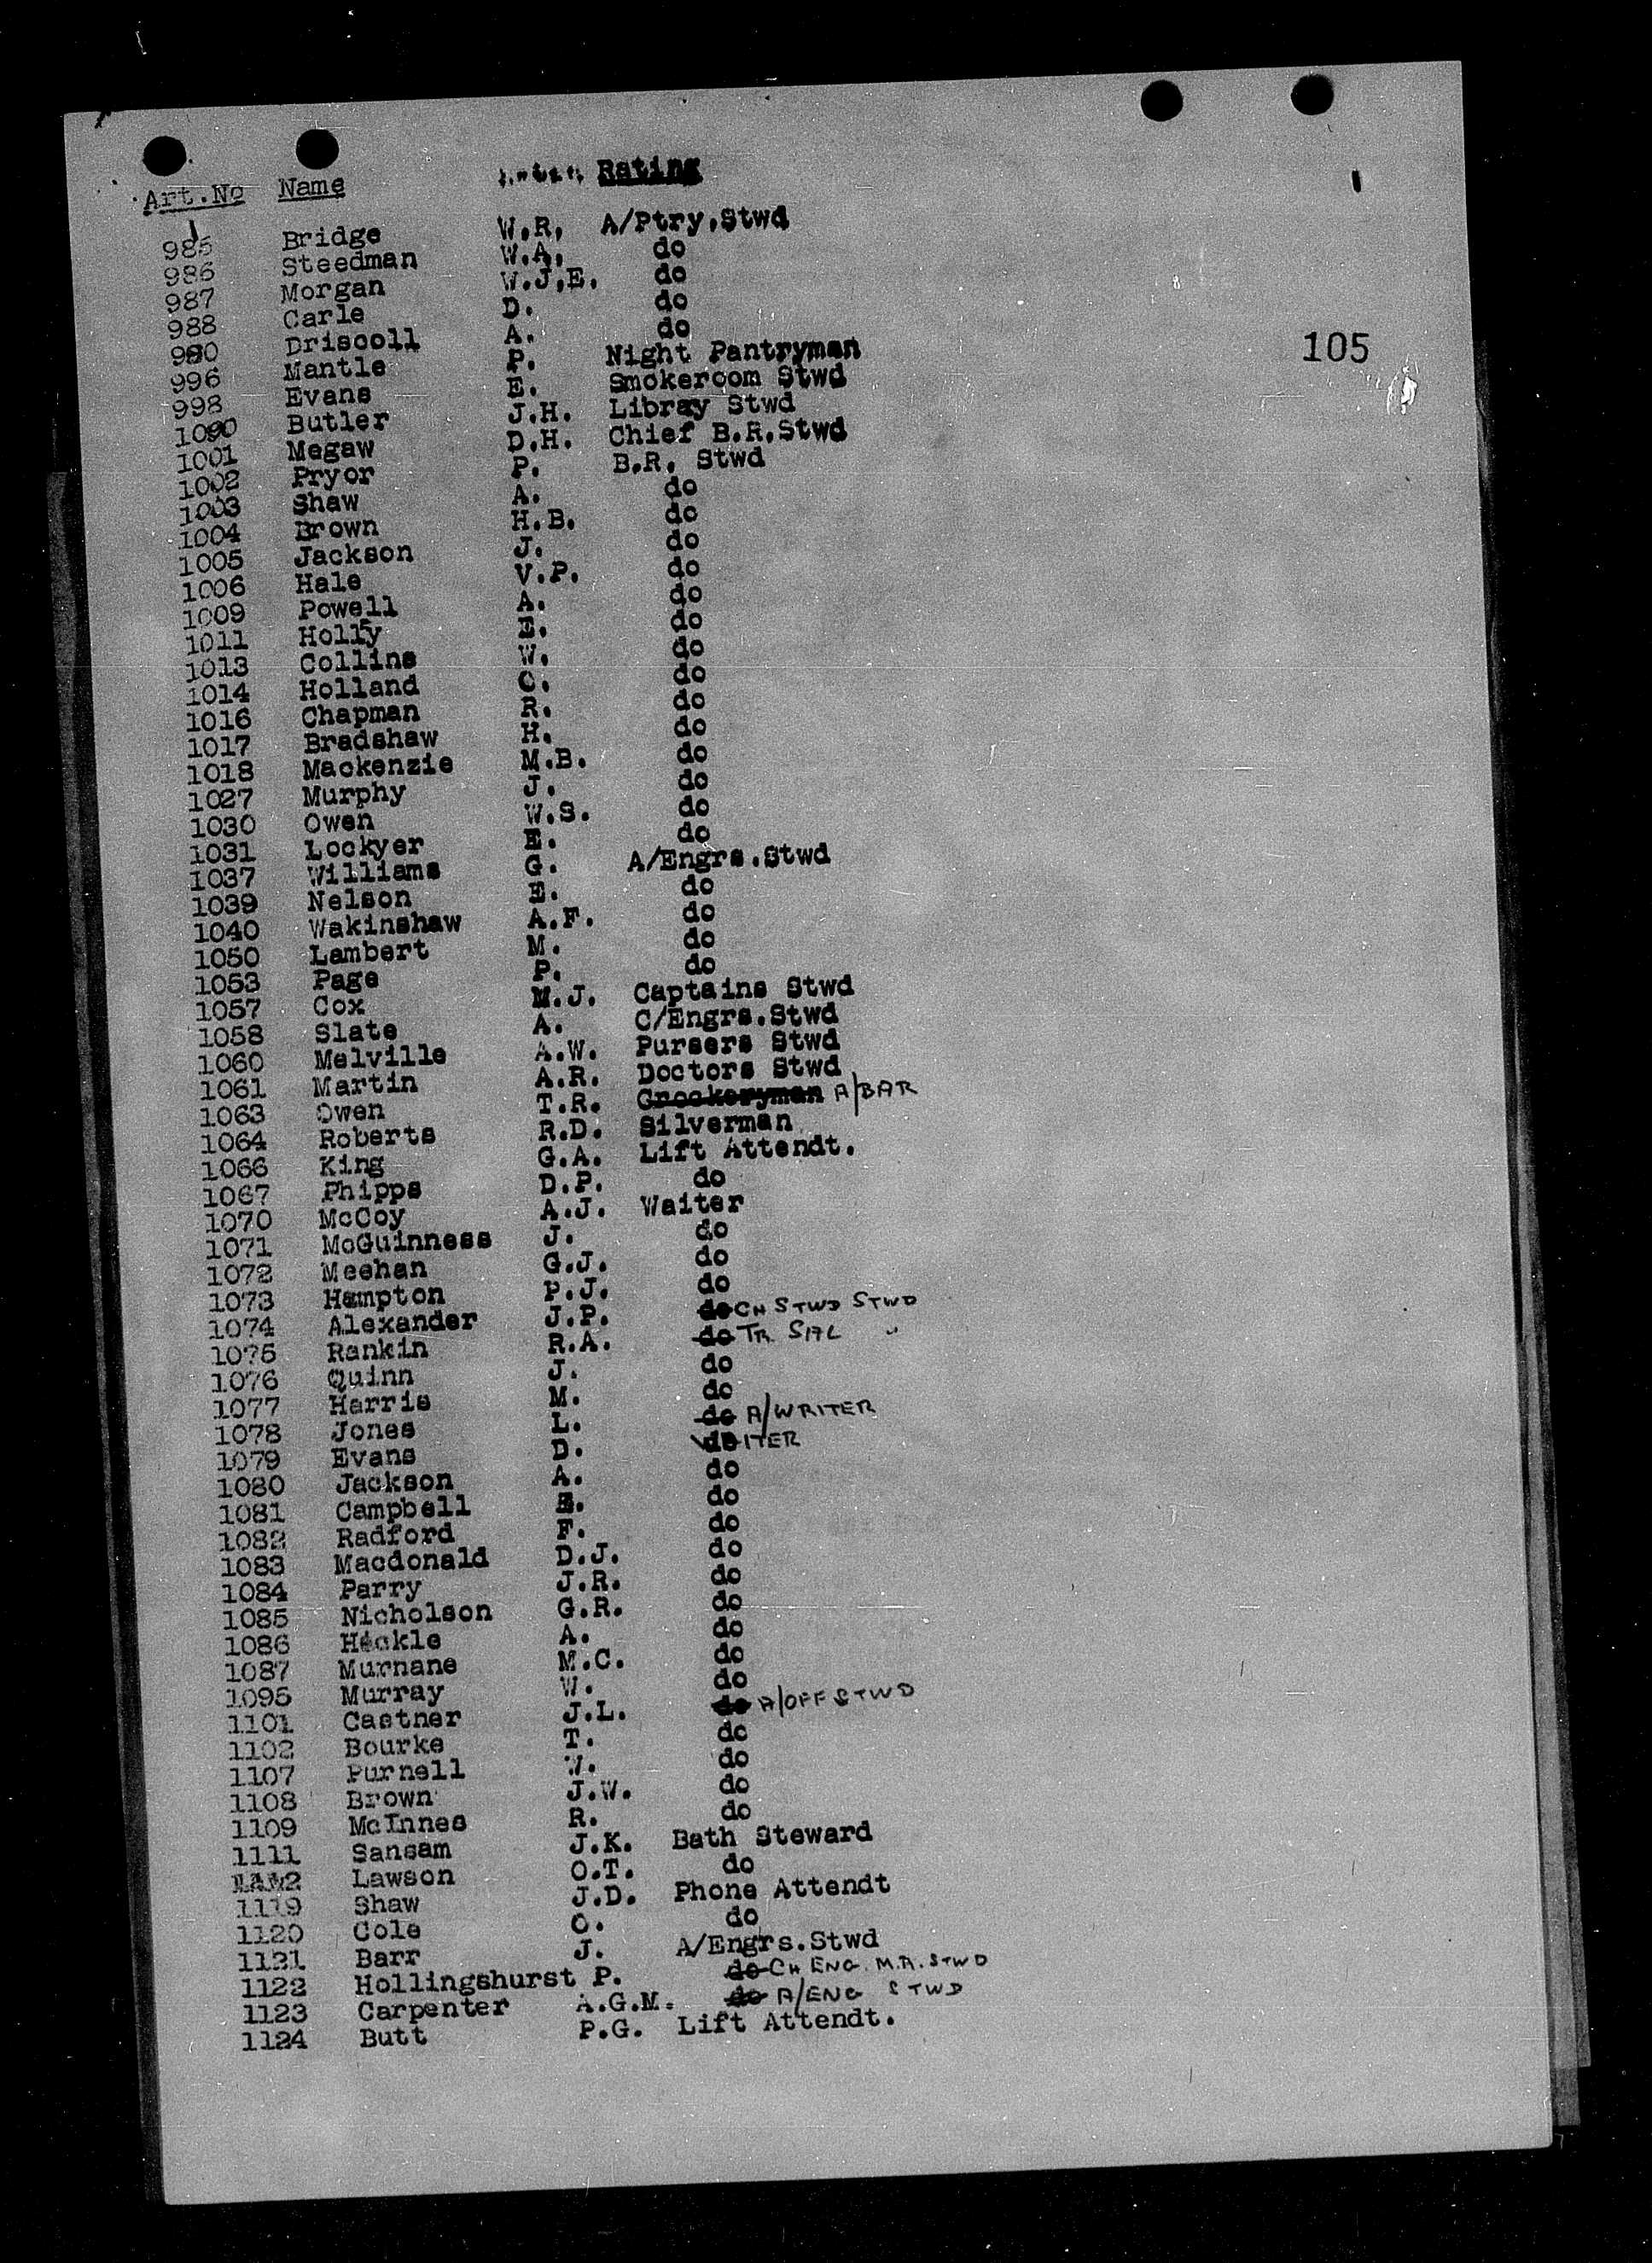 Art.No Name Rating
985 Bridge W.R. A/Ptry.Stwd
986 Steedman W.A. do
987 Morgan W.J.E. do
988 Carle D. do
990 Driscoll A. do
996 Mantle P. Night Pantryman
998 Evans E. Smokeroom Stwd
1000 Butler J.H. Libray Stwd
1001 Megaw D.H. Chief B.R.Stwd
1002 Pryor P. B.R. Stwd
1003 Shaw A. do
1004 Brown H.B. do
1005 Jackson J. do
1006 Hale V.P. do
1009 Powell A. do
1011 Holly E. do
1013 Collins W. do
1014 Holland C. do
1016 Chapman R. do
1017 Bradshaw H. do
1018 Mackenzie M.B. do
1027 Murphy J. do
1030 Owen W.S. do
1031 Lockyer E. do
1037 Williams G. A/Engrs.Stwd
1039 Nelson E. do
1040 Wakinshaw A.F. do
1050 Lambert M. do
1053 Page P. do
1057 Cox M.J. Captains Stwd
1058 Slate A. C/Engrs.Stwd
1060 Melville A.W. Pursers Stwd
1061 Martin A.R. Doctors Stwd
1063 Owen T.R. Crockeryman A/BAR
1064 Roberts R.D. Silverman
1066 King G.A. Lift Attendt.
1067 Phipps D.P. do
1070 McCoy A.J. Waiter
1071 McGuinness J. do
1072 Meehan G.J. do
1073 Hampton P.J. do
1074 Alexander J.P. do CH STWD STWD
1075 Rankin R.A. do TR. SAL "
1076 Quinn J. do
1077 Harris M. do
1078 Jones L. do A/WRITER
1079 Evans D. do
1080 Jackson A. do
1081 Campbell E. do
1082 Radford F. do
1083 Macdonald D.J. do
1084 Parry J.R. do
1085 Nicholson G.R. do
1086 Heckle A. do
1087 Murnane M.C. do
1095 Murray W. do
1101 Castner J.L. do A/OFF STWD
1102 Bourke T. do
1107 Purnell W. do
1108 Brown J.W. do
1109 McInnes R. do
1111 Sansam J.K. Bath Steward
1112 Lawson O.T. do
1119 Shaw J.D. Phone Attendt
1120 Cole C. do
1121 Barr J. A/Engrs.Stwd
1122 Hollingshurst P. do CH ENG. M.A. STWD
1123 Carpenter A.G.M. do A/ENG STWD
1124 Butt P.G. Lift Attendt.
105